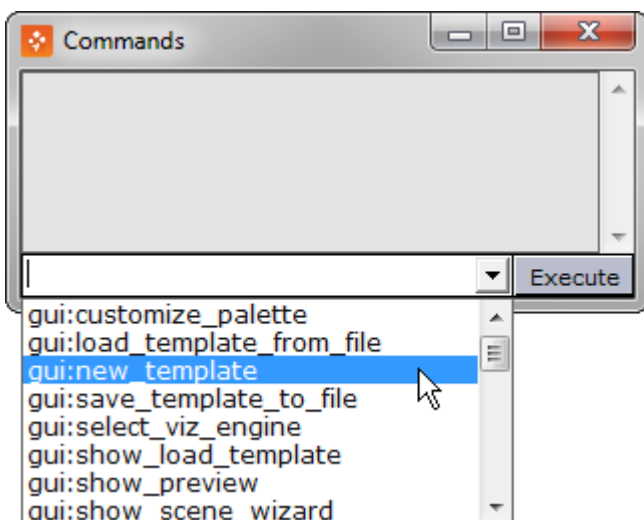 Commands
Execute
gui:customize_palette
gui:load_template_from_file
gui:new_template
gui:save_template_to_file
gui:select_viz_engine
gui:show_load_template
gui:show_preview
gui:show_scene_wizard